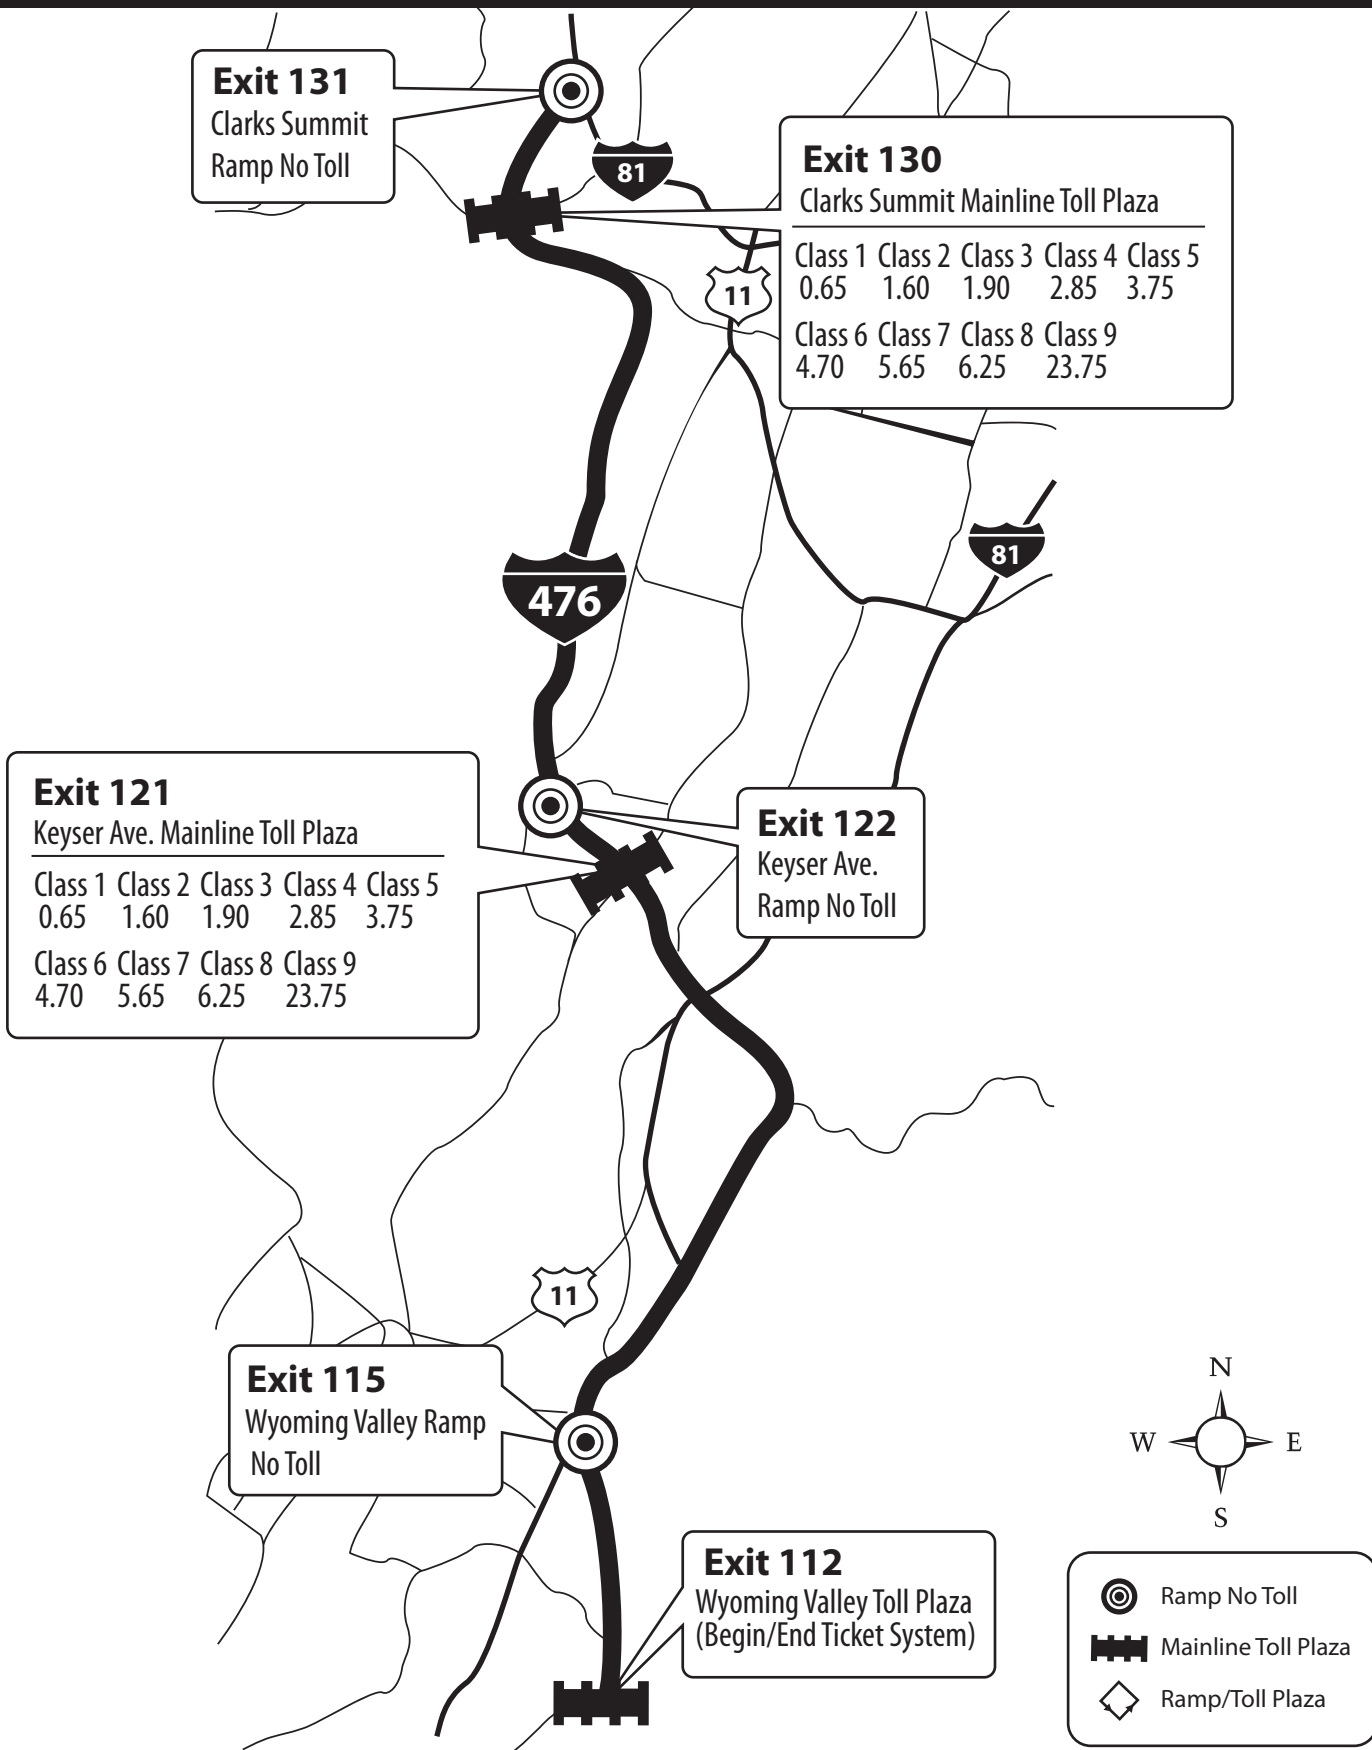 Exit 131
Clarks Summit
Ramp No Toll
81
Exit 130
Clarks Summit Mainline Toll Plaza
Class 1 Class 2 Class 3 Class 4 Class 5
0.65 1.60 1.90 2.85 3.75
Class 6 Class 7 Class 8 Class 9
4.70 5.65 6.25 23.75
11
81
476
Exit 121
Keyser Ave. Mainline Toll Plaza
Class 1 Class 2 Class 3 Class 4 Class 5
0.65 1.60 1.90 2.85 3.75
Class 6 Class 7 Class 8 Class 9
4.70 5.65 6.25 23.75
Exit 122
Keyser Ave.
Ramp No Toll
11
Exit 115
Wyoming Valley Ramp
No Toll
N
W E
S
Exit 112
Wyoming Valley Toll Plaza
(Begin/End Ticket System)
Ramp No Toll
Mainline Toll Plaza
Ramp/Toll Plaza